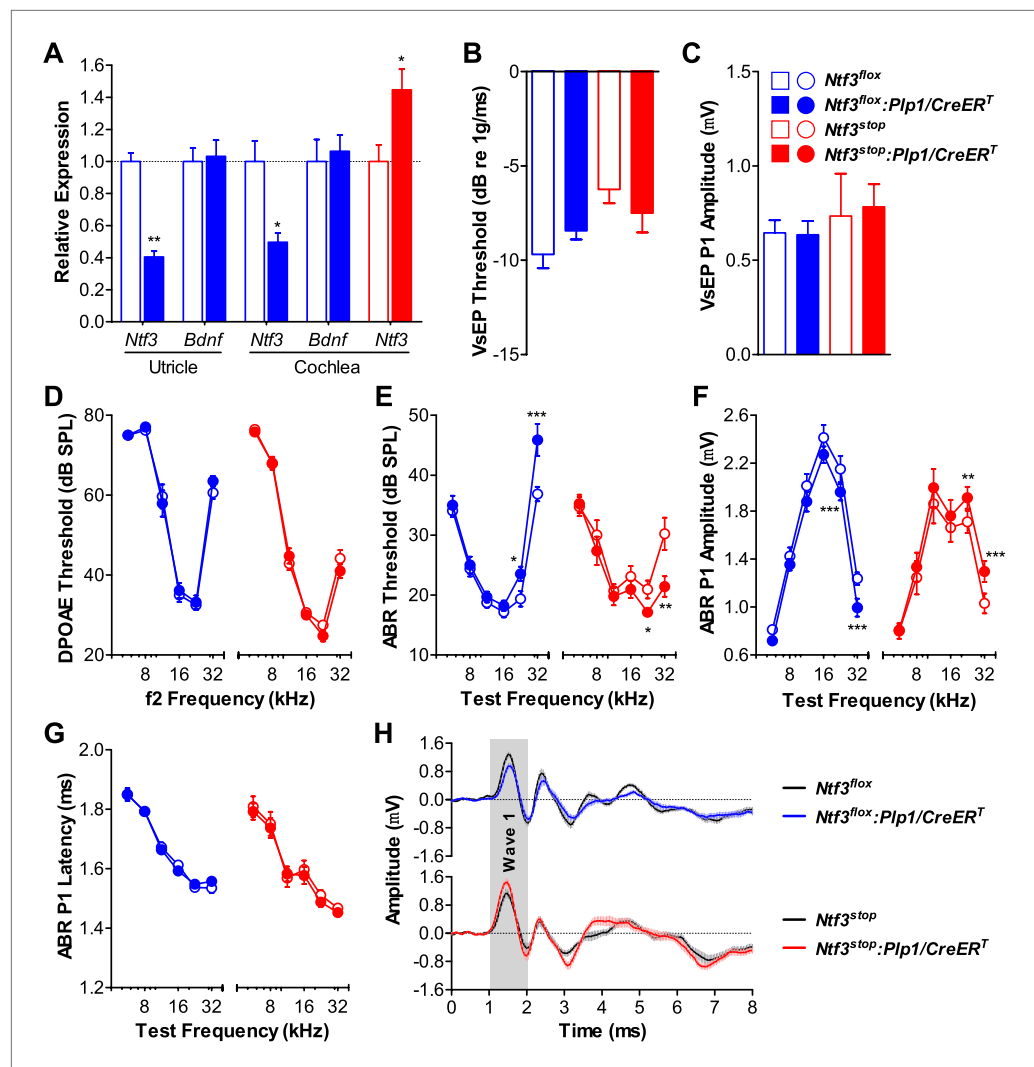 A
Relative Expression
1.6
1.4
1.2
1.0
0.8
0.6
0.4
0.2
0.0
**
*
*
Ntf3 Bdnf Ntf3 Bdnf Ntf3
Utricle Cochlea
B
VsEP Threshold (dB re 1g/ms)
0
-5
-10
-15
C
VsEP P1 Amplitude (mV)
1.5
1.0
0.5
0.0
Ntf3flox
Ntf3flox:Plp1/CreERT
Ntf3stop
Ntf3stop:Plp1/CreERT
D
DPOAE Threshold (dB SPL)
80
60
40
20
8 16 32 8 16 32
f2 Frequency (kHz)
E
ABR Threshold (dB SPL)
50
40
30
20
10
***
*
**
*
8 16 32 8 16 32
Test Frequency (kHz)
F
ABR P1 Amplitude (mV)
2.6
2.2
1.8
1.4
1.0
0.6
***
***
**
***
8 16 32 8 16 32
Test Frequency (kHz)
G
ABR P1 Latency (ms)
2.0
1.8
1.6
1.4
1.2
8 16 32 8 16 32
Test Frequency (kHz)
H
Amplitude (mV)
1.6
0.8
0.0
-0.8
-1.6
1.6
0.8
0.0
-0.8
-1.6
Wave 1
0 1 2 3 4 5 6 7 8
Time (ms)
Ntf3flox
Ntf3flox:Plp1/CreERT
Ntf3stop
Ntf3stop:Plp1/CreERT